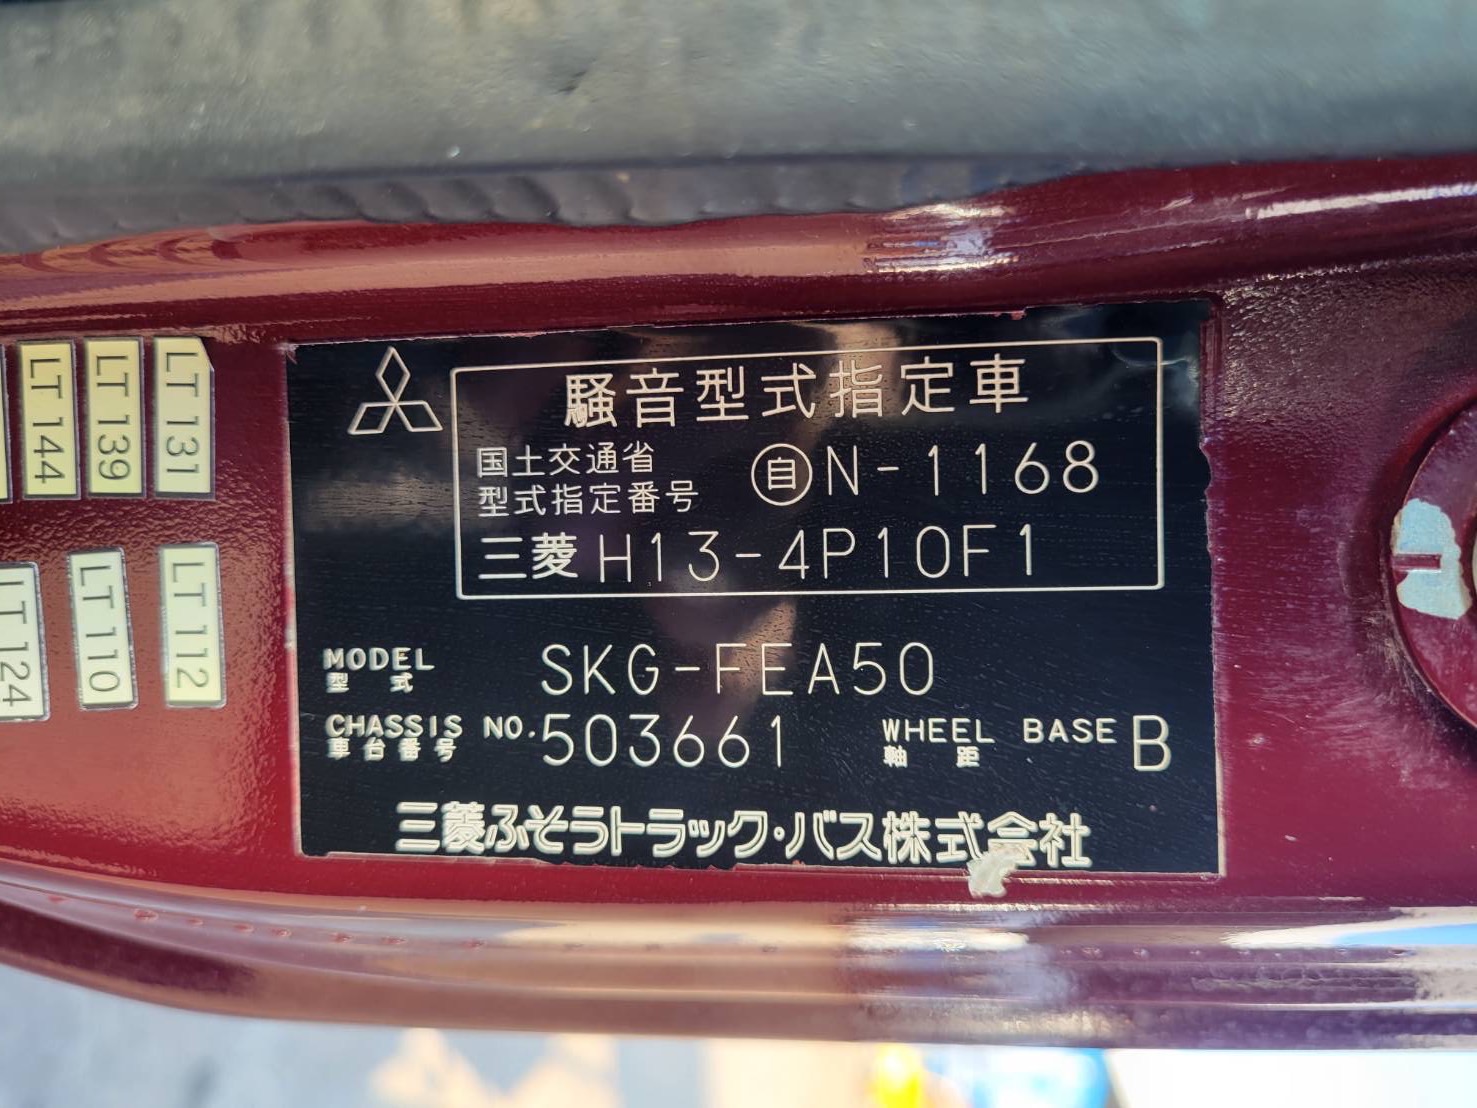 LT 144
LT 139
LT 131
LT 124
LT 110
LT 112
騒音型式指定車
国土交通省
型式指定番号
自 N-1168
三菱 H13-4P10F1
MODEL SKG-FEA50
型式
CHASSIS NO. 503661 WHEEL BASE B
車台番号 軸距
三菱ふそうトラック・バス株式会社